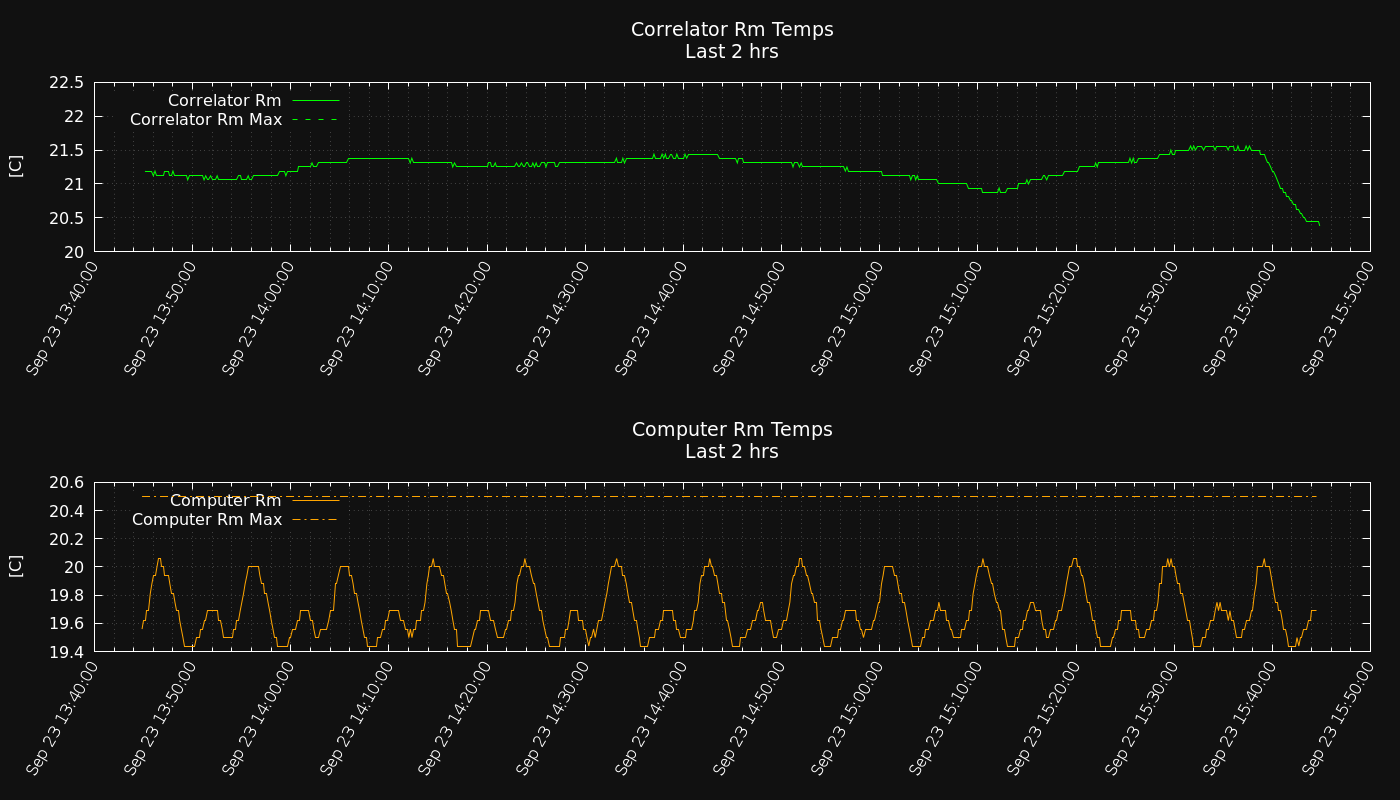 Correlator Rm Temps
Last 2 hrs
22.5
22
21.5
21
20.5
20
[C]
Correlator Rm
Correlator Rm Max
Sep 23 13:40:00
Sep 23 13:50:00
Sep 23 14:00:00
Sep 23 14:10:00
Sep 23 14:20:00
Sep 23 14:30:00
Sep 23 14:40:00
Sep 23 14:50:00
Sep 23 15:00:00
Sep 23 15:10:00
Sep 23 15:20:00
Sep 23 15:30:00
Sep 23 15:40:00
Sep 23 15:50:00
Computer Rm Temps
Last 2 hrs
20.6
20.4
20.2
20
19.8
19.6
19.4
[C]
Computer Rm
Computer Rm Max
Sep 23 13:40:00
Sep 23 13:50:00
Sep 23 14:00:00
Sep 23 14:10:00
Sep 23 14:20:00
Sep 23 14:30:00
Sep 23 14:40:00
Sep 23 14:50:00
Sep 23 15:00:00
Sep 23 15:10:00
Sep 23 15:20:00
Sep 23 15:30:00
Sep 23 15:40:00
Sep 23 15:50:00